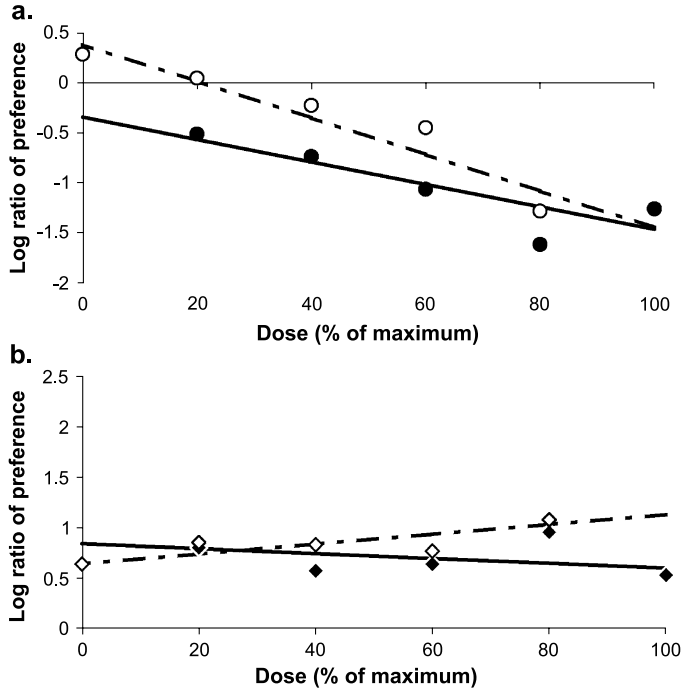 a.
Log ratio of preference
0.5
0
-0.5
-1
-1.5
-2
0 20 40 60 80 100
Dose (% of maximum)
b.
Log ratio of preference
2.5
2
1.5
1
0.5
0
0 20 40 60 80 100
Dose (% of maximum)